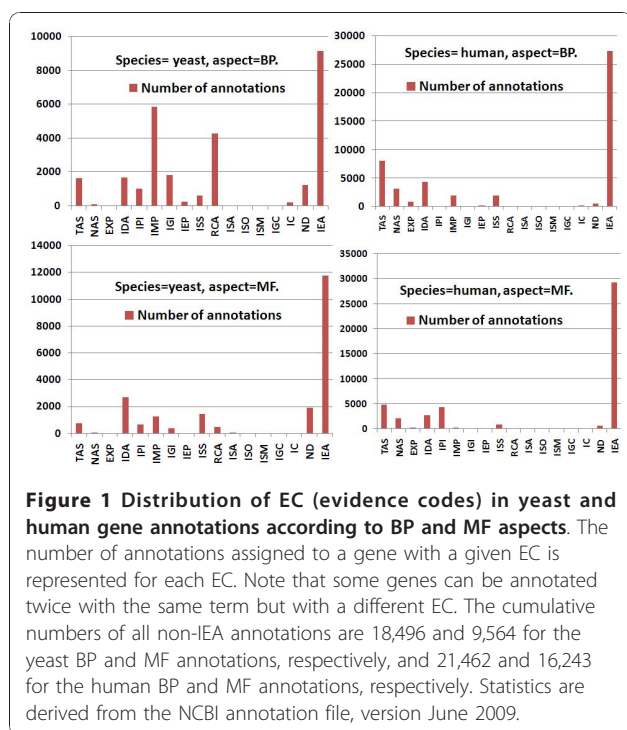 10000
8000
6000
4000
2000
0
Species= yeast, aspect=BP.
Number of annotations
TAS NAS EXP IDA IPI IMP IGI IEP ISS RCA ISA ISO ISM IGC IC ND IEA
30000
25000
20000
15000
10000
5000
0
Species= human, aspect=BP.
Number of annotations
TAS NAS EXP IDA IPI IMP IGI IEP ISS RCA ISA ISO ISM IGC IC ND IEA
14000
12000
10000
8000
6000
4000
2000
0
Species=yeast, aspect=MF.
Number of annotations
TAS NAS EXP IDA IPI IMP IGI IEP ISS RCA ISA ISO ISM IGC IC ND IEA
35000
30000
25000
20000
15000
10000
5000
0
Species=human, aspect=MF.
Number of annotations
TAS NAS EXP IDA IPI IMP IGI IEP ISS RCA ISA ISO ISM IGC IC ND IEA
Figure 1 Distribution of EC (evidence codes) in yeast and
human gene annotations according to BP and MF aspects. The
number of annotations assigned to a gene with a given EC is
represented for each EC. Note that some genes can be annotated
twice with the same term but with a different EC. The cumulative
numbers of all non-IEA annotations are 18,496 and 9,564 for the
yeast BP and MF annotations, respectively, and 21,462 and 16,243
for the human BP and MF annotations, respectively. Statistics are
derived from the NCBI annotation file, version June 2009.